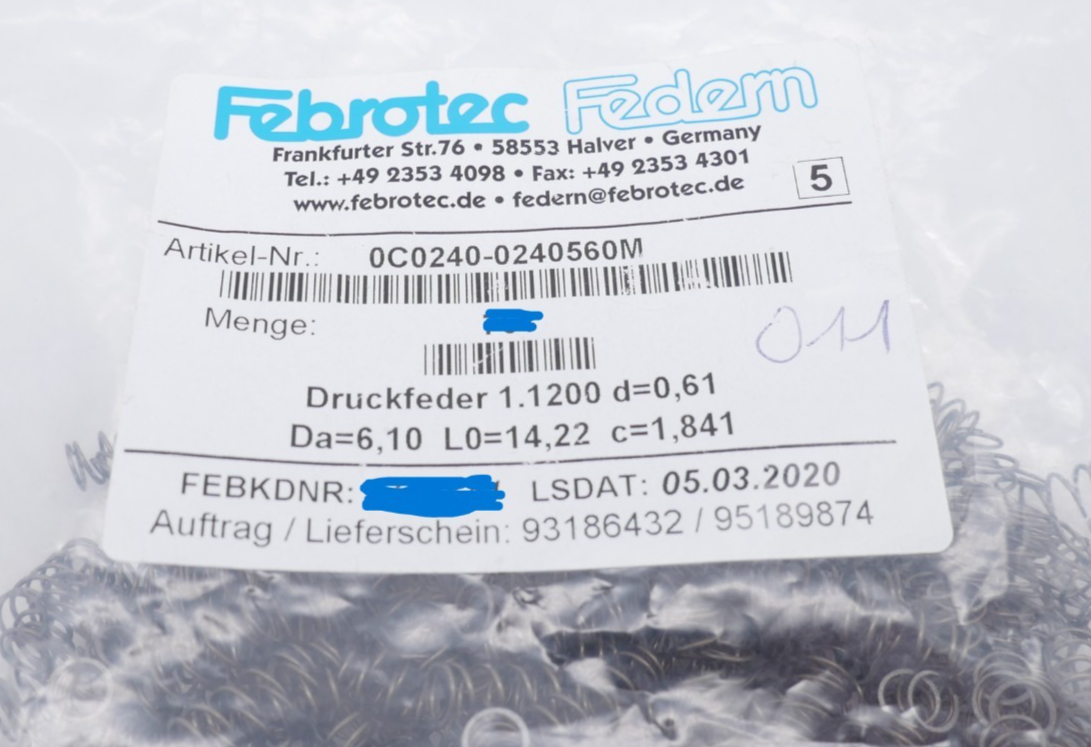 Febrotec Federn
Frankfurter Str.76 • 58553 Halver • Germany
Tel.: +49 2353 4098 • Fax: +49 2353 4301
www.febrotec.de • federn@febrotec.de
5
Artikel-Nr.: 0C0240-0240560M
Menge:
011
Druckfeder 1.1200 d=0,61
Da=6,10 L0=14,22 c=1,841
FEBKDNR: LSDAT: 05.03.2020
Auftrag / Lieferschein: 93186432 / 95189874